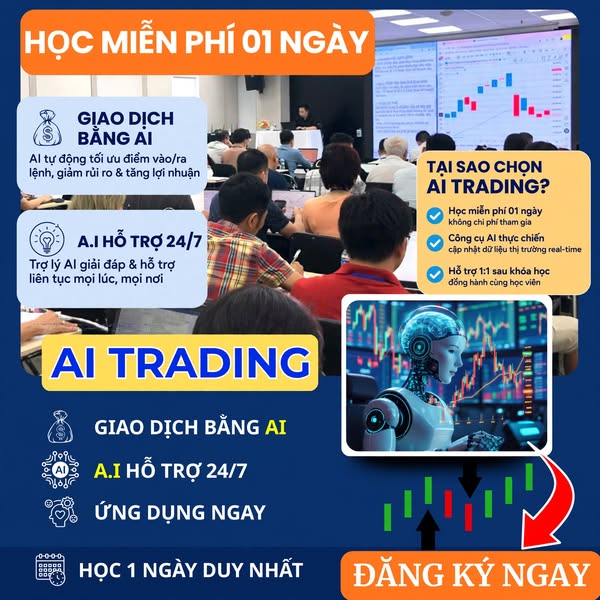 HỌC MIỄN PHÍ 01 NGÀY
GIAO DỊCH
BẰNG AI
AI tự động tối ưu điểm vào/ra
lệnh, giảm rủi ro & tăng lợi nhuận
A.I HỖ TRỢ 24/7
Trợ lý AI giải đáp & hỗ trợ
liên tục mọi lúc, mọi nơi
TẠI SAO CHỌN
AI TRADING?
Học miễn phí 01 ngày
không chi phí tham gia
Công cụ AI thực chiến
cập nhật dữ liệu thị trường real-time
Hỗ trợ 1:1 sau khóa học
đồng hành cùng học viên
AI TRADING
GIAO DỊCH BẰNG AI
AI
A.I HỖ TRỢ 24/7
ỨNG DỤNG NGAY
HỌC 1 NGÀY DUY NHẤT
ĐĂNG KÝ NGAY